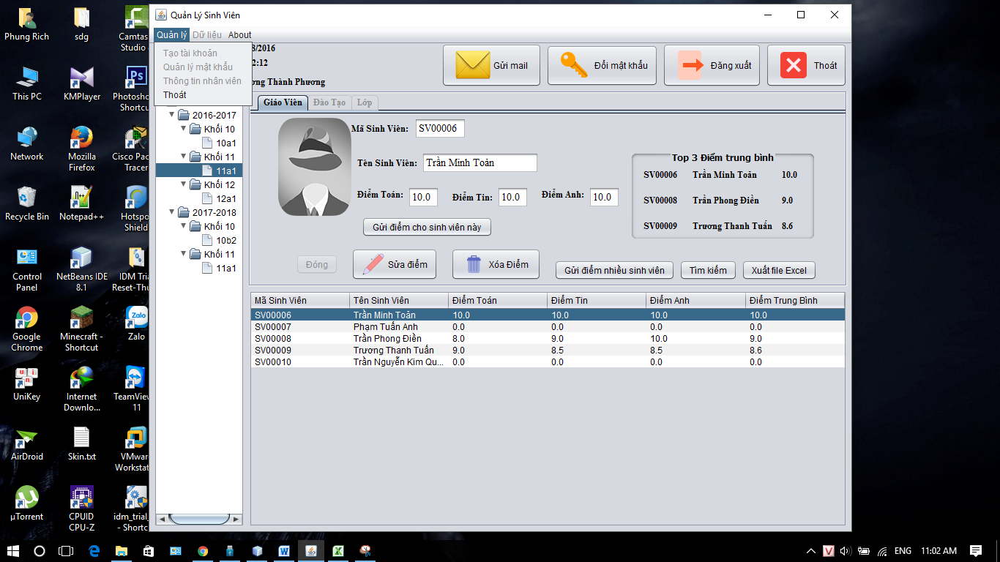 Phung Rich
sdg
Camtas
Studio
This PC
KMPlayer
Photosho
Shortcu
Network
Mozilla
Firefox
Cisco Pac
Tracer
Recycle Bin
Notepad++
Hotspo
Shield
Control
Panel
NetBeans IDE
8.1
IDM Tria
Reset-Thu
Google
Chrome
Minecraft -
Shortcut
Zalo
UniKey
Internet
Downlo...
TeamView
11
AirDroid
Skin.txt
VMwar
Workstat
µTorrent
CPUID
CPU-Z
idm_trial_
- Shortc
Quản Lý Sinh Viên
Quản lý Dữ liệu About
Tạo tài khoản
Quản lý mật khẩu
Thông tin nhân viên
Thoát
8/2016
2:12
ơng Thành Phương
Gửi mail
Đổi mật khẩu
Đăng xuất
Thoát
2016-2017
Khối 10
10a1
Khối 11
11a1
Khối 12
12a1
2017-2018
Khối 10
10b2
Khối 11
11a1
Giáo Viên Đào Tạo Lớp
Mã Sinh Viên: SV00006
Tên Sinh Viên: Trần Minh Toản
Điểm Toán: 10.0 Điểm Tin: 10.0 Điểm Anh: 10.0
Gửi điểm cho sinh viên này
Top 3 Điểm trung bình
SV00006 Trần Minh Toản 10.0
SV00008 Trần Phong Điền 9.0
SV00009 Trương Thanh Tuấn 8.6
Đóng
Sửa điểm
Xóa Điểm
Gửi điểm nhiều sinh viên
Tìm kiếm
Xuất file Excel
Mã Sinh Viên Tên Sinh Viên Điểm Toán Điểm Tin Điểm Anh Điểm Trung Bình
SV00006 Trần Minh Toản 10.0 10.0 10.0 10.0
SV00007 Phạm Tuấn Anh 0.0 0.0 0.0 0.0
SV00008 Trần Phong Điền 8.0 9.0 10.0 9.0
SV00009 Trương Thanh Tuấn 9.0 8.5 8.5 8.6
SV00010 Trần Nguyễn Kim Qu... 0.0 0.0 0.0 0.0
ENG 11:02 AM